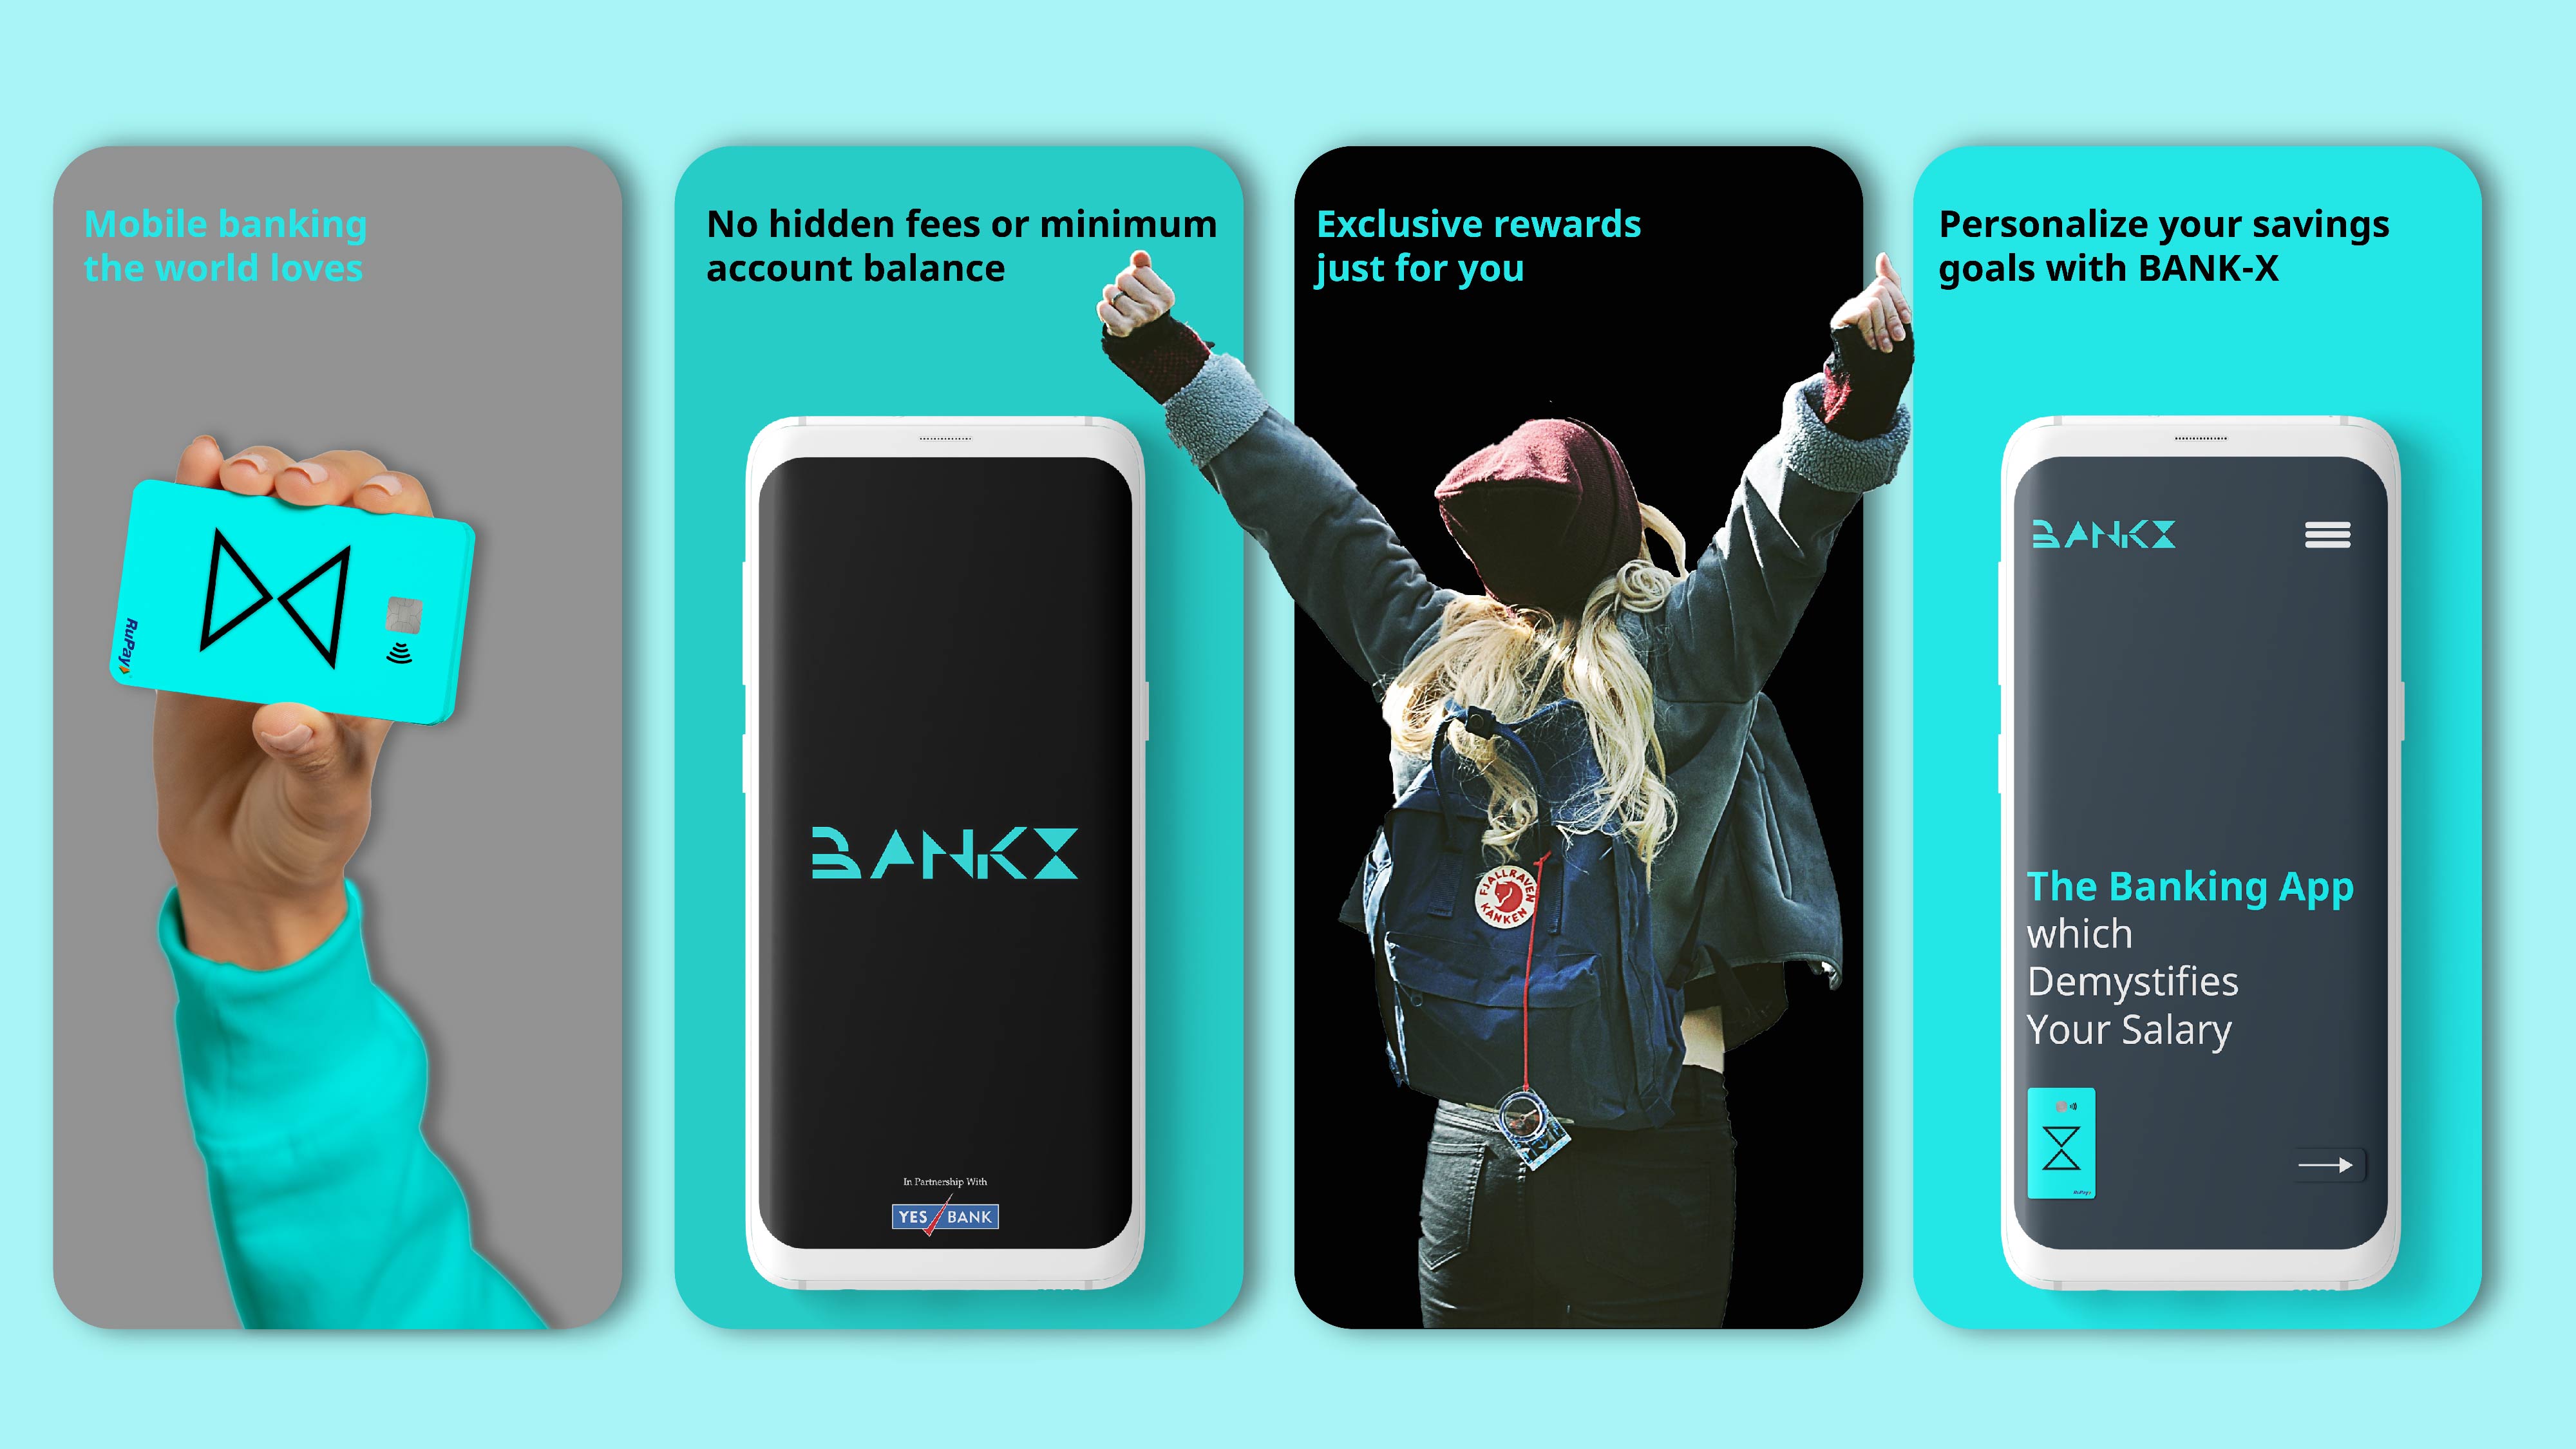 Mobile banking
the world loves
RuPay
No hidden fees or minimum
account balance
BANKX
In Partnership With
YES BANK
Exclusive rewards
just for you
FJALLRAVEN
KANKEN
Personalize your savings
goals with BANK-X
BANKX
The Banking App
which
Demystifies
Your Salary
RuPay